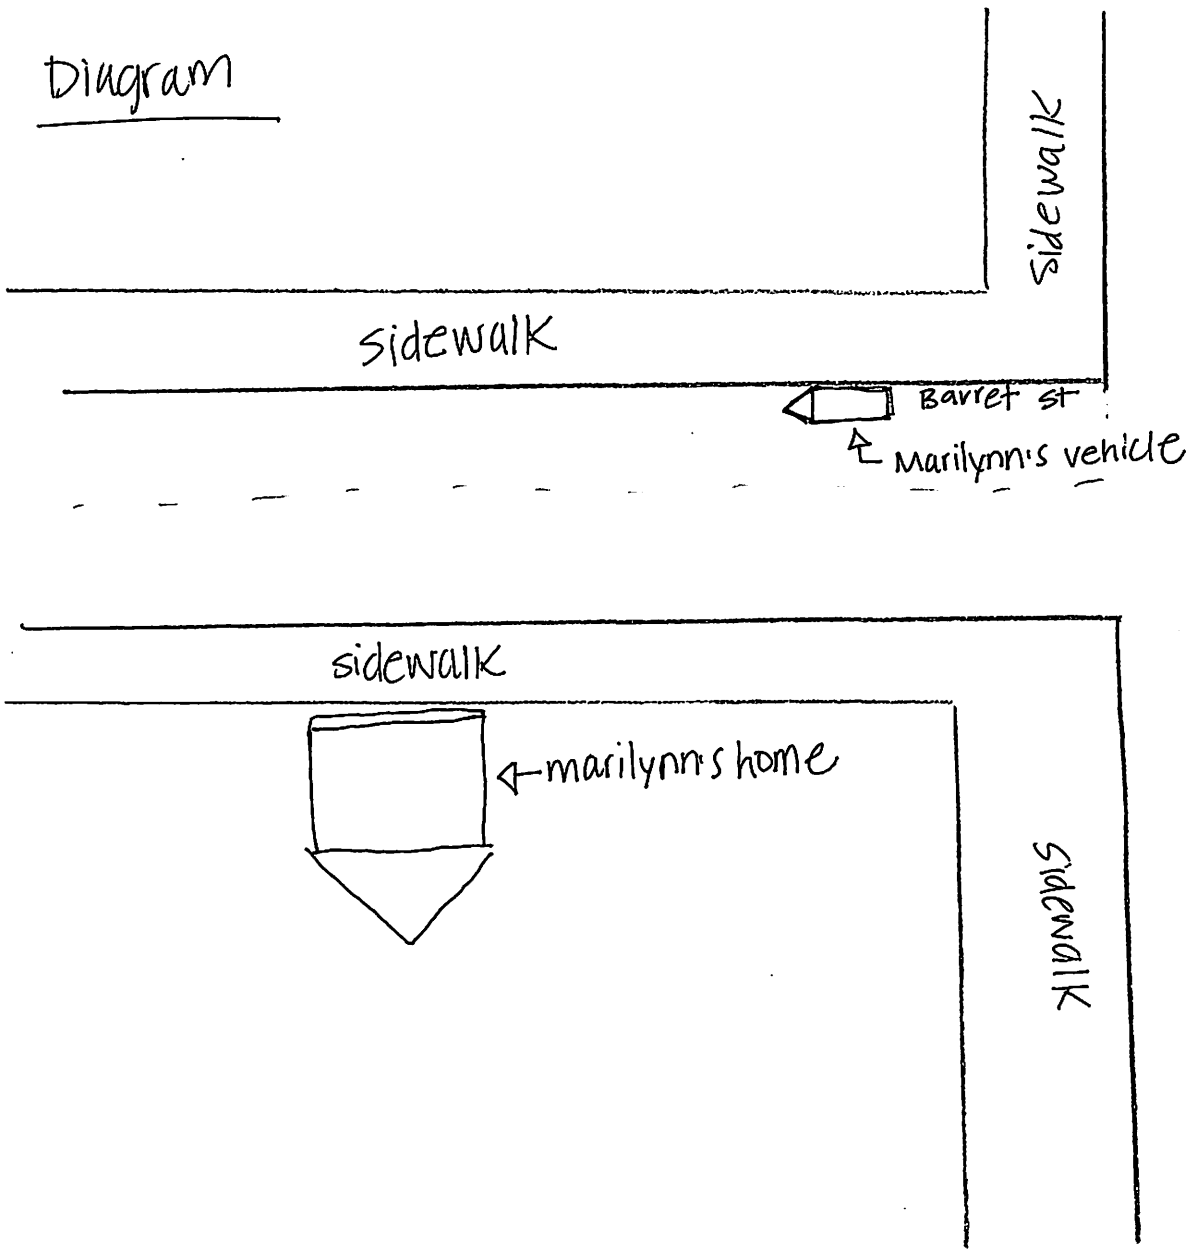 Diagram
Sidewalk
Sidewalk
Barret st
Marilynn's vehicle
sidewalk
marilynn's home
Sidewalk